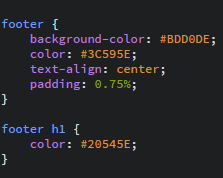 footer {
    background-color: #BDD0DE;
    color: #3C595E;
    text-align: center;
    padding: 0.75%;
}

footer h1 {
    color: #20545E;
}